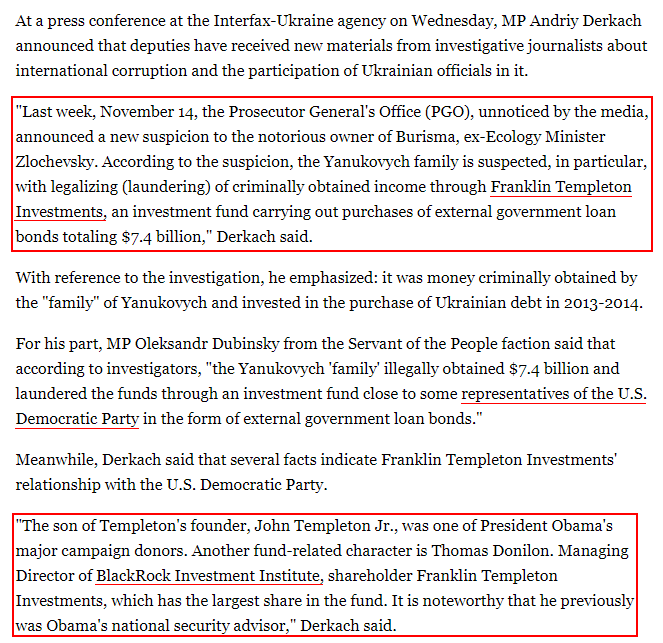 At a press conference at the Interfax-Ukraine agency on Wednesday, MP Andriy Derkach
announced that deputies have received new materials from investigative journalists about
international corruption and the participation of Ukrainian officials in it.
"Last week, November 14, the Prosecutor General's Office (PGO), unnoticed by the media,
announced a new suspicion to the notorious owner of Burisma, ex-Ecology Minister
Zlochevsky. According to the suspicion, the Yanukovych family is suspected, in particular,
with legalizing (laundering) of criminally obtained income through Franklin Templeton
Investments, an investment fund carrying out purchases of external government loan
bonds totaling $7.4 billion," Derkach said.
With reference to the investigation, he emphasized: it was money criminally obtained by
the "family" of Yanukovych and invested in the purchase of Ukrainian debt in 2013-2014.
For his part, MP Oleksandr Dubinsky from the Servant of the People faction said that
according to investigators, "the Yanukovych 'family' illegally obtained $7.4 billion and
laundered the funds through an investment fund close to some representatives of the U.S.
Democratic Party in the form of external government loan bonds."
Meanwhile, Derkach said that several facts indicate Franklin Templeton Investments'
relationship with the U.S. Democratic Party.
"The son of Templeton's founder, John Templeton Jr., was one of President Obama's
major campaign donors. Another fund-related character is Thomas Donilon. Managing
Director of BlackRock Investment Institute, shareholder Franklin Templeton
Investments, which has the largest share in the fund. It is noteworthy that he previously
was Obama's national security advisor," Derkach said.